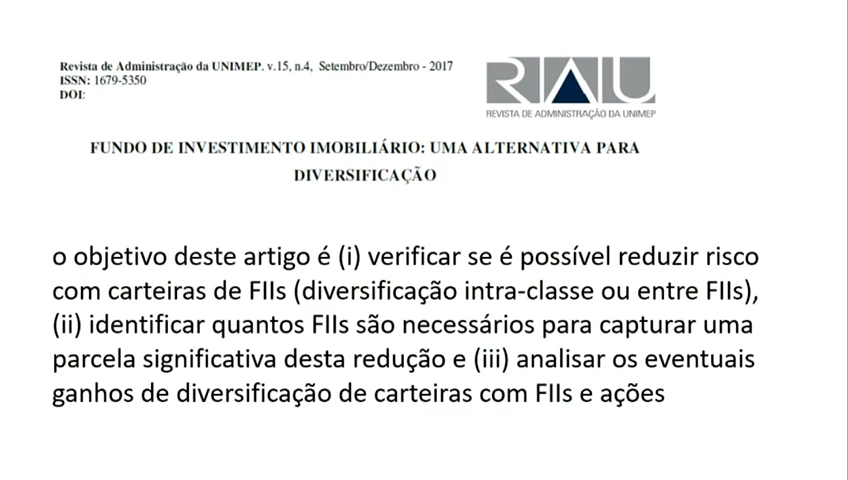 Revista de Administração da UNIMEP. v.15, n.4, Setembro/Dezembro - 2017
ISSN: 1679-5350
DOI:
RAU
REVISTA DE ADMINISTRAÇÃO DA UNIMEP
FUNDO DE INVESTIMENTO IMOBILIÁRIO: UMA ALTERNATIVA PARA
DIVERSIFICAÇÃO
o objetivo deste artigo é (i) verificar se é possível reduzir risco
com carteiras de FIIs (diversificação intra-classe ou entre FIIs),
(ii) identificar quantos FIIs são necessários para capturar uma
parcela significativa desta redução e (iii) analisar os eventuais
ganhos de diversificação de carteiras com FIIs e ações